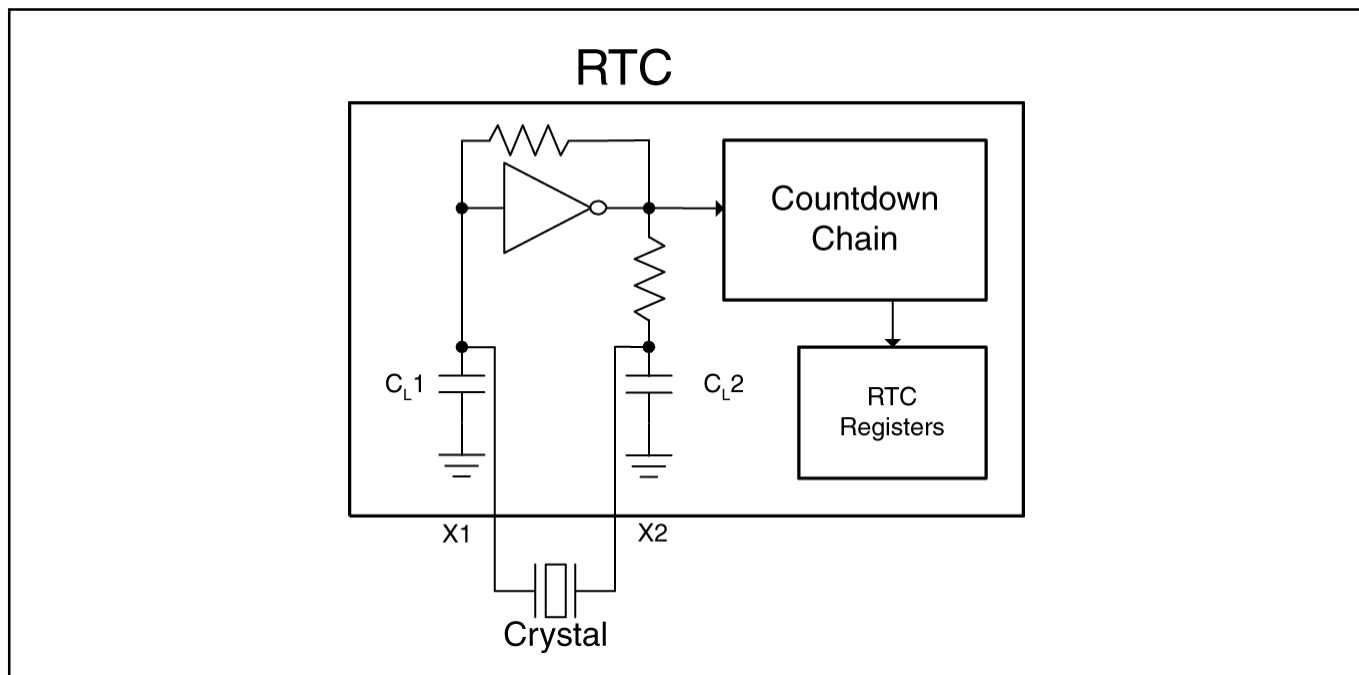 RTC
Countdown
Chain
CL1
CL2
RTC
Registers
X1
X2
Crystal